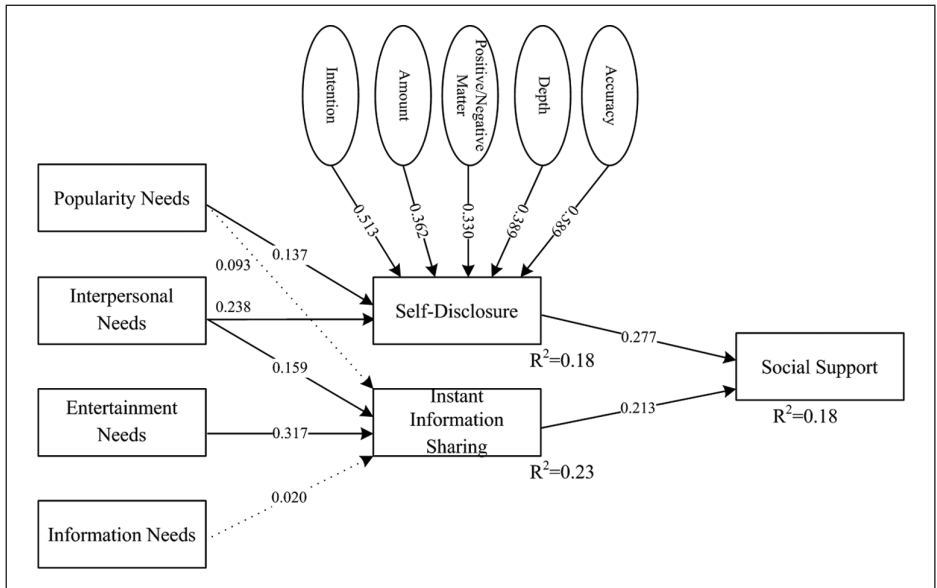 Intention
Amount
Positive/Negative
Matter
Depth
Accuracy
0.513
0.362
0.330
0.389
0.589
Popularity Needs
0.137
0.093
Interpersonal
Needs
0.238
Self-Disclosure
R²=0.18
0.159
0.277
Social Support
R²=0.18
Entertainment
Needs
0.317
Instant
Information
Sharing
0.213
R²=0.23
0.020
Information Needs